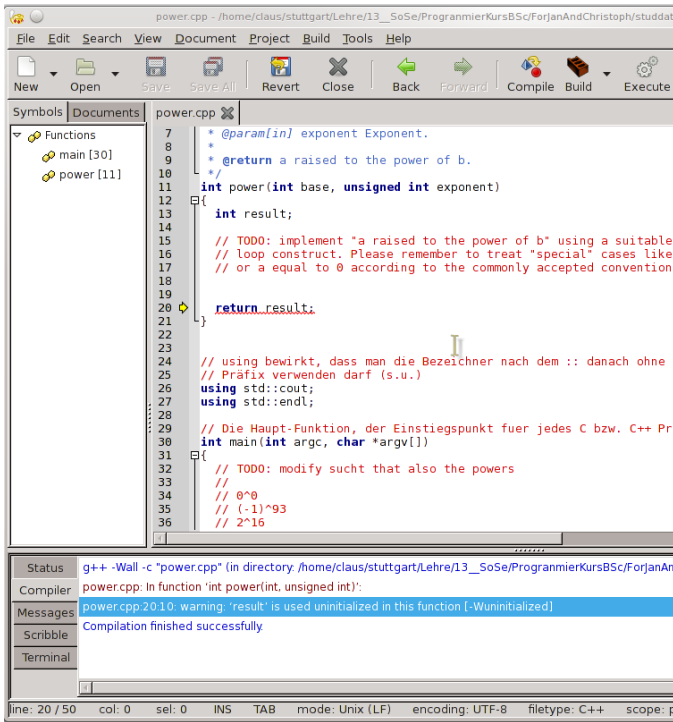 power.cpp - /home/claus/stuttgart/Lehre/13__SoSe/ProgranmierKursBSc/ForJanAndChristoph/studdat
File Edit Search View Document Project Build Tools Help
New Open Save Save All Revert Close Back Forward Compile Build Execute
Symbols Documents
power.cpp
Functions
main [30]
power [11]
7 * @param[in] exponent Exponent.
8 *
9 * @return a raised to the power of b.
10 */
11 int power(int base, unsigned int exponent)
12 {
13 int result;
14
15 // TODO: implement "a raised to the power of b" using a suitable
16 // loop construct. Please remember to treat "special" cases like
17 // or a equal to 0 according to the commonly accepted convention
18
19
20 return result;
21 }
22
23
24 // using bewirkt, dass man die Bezeichner nach dem :: danach ohne
25 // Präfix verwenden darf (s.u.)
26 using std::cout;
27 using std::endl;
28
29 // Die Haupt-Funktion, der Einstiegspunkt fuer jedes C bzw. C++ Pr
30 int main(int argc, char *argv[])
31 {
32 // TODO: modify sucht that also the powers
33 //
34 // 0^0
35 // (-1)^93
36 // 2^16
Status
Compiler
Messages
Scribble
Terminal
g++ -Wall -c "power.cpp" (in directory: /home/claus/stuttgart/Lehre/13__SoSe/ProgranmierKursBSc/ForJanAn
power.cpp: In function 'int power(int, unsigned int)':
power.cpp:20:10: warning: 'result' is used uninitialized in this function [-Wuninitialized]
Compilation finished successfully.
line: 20 / 50 col: 0 sel: 0 INS TAB mode: Unix (LF) encoding: UTF-8 filetype: C++ scope: p